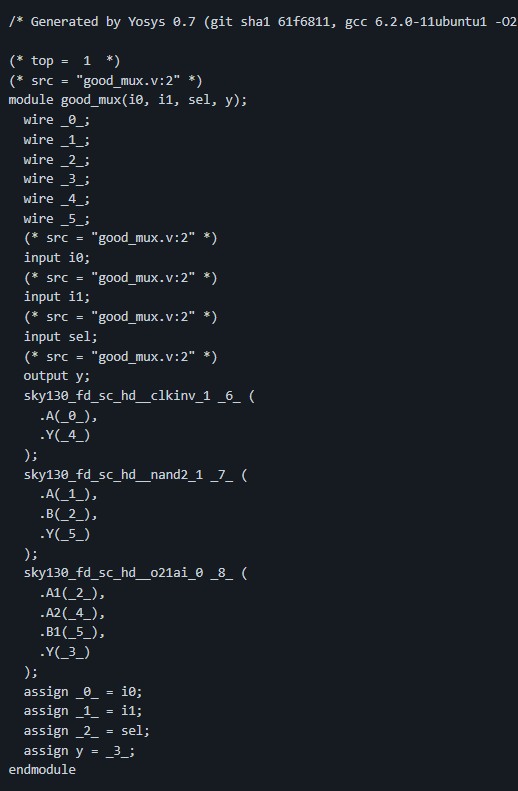 /* Generated by Yosys 0.7 (git sha1 61f6811, gcc 6.2.0-11ubuntu1 -O2

(* top =  1  *)
(* src = "good_mux.v:2" *)
module good_mux(i0, i1, sel, y);
  wire _0_;
  wire _1_;
  wire _2_;
  wire _3_;
  wire _4_;
  wire _5_;
  (* src = "good_mux.v:2" *)
  input i0;
  (* src = "good_mux.v:2" *)
  input i1;
  (* src = "good_mux.v:2" *)
  input sel;
  (* src = "good_mux.v:2" *)
  output y;
  sky130_fd_sc_hd__clkinv_1 _6_ (
    .A(_0_),
    .Y(_4_)
  );
  sky130_fd_sc_hd__nand2_1 _7_ (
    .A(_1_),
    .B(_2_),
    .Y(_5_)
  );
  sky130_fd_sc_hd__o21ai_0 _8_ (
    .A1(_2_),
    .A2(_4_),
    .B1(_5_),
    .Y(_3_)
  );
  assign _0_ = i0;
  assign _1_ = i1;
  assign _2_ = sel;
  assign y = _3_;
endmodule